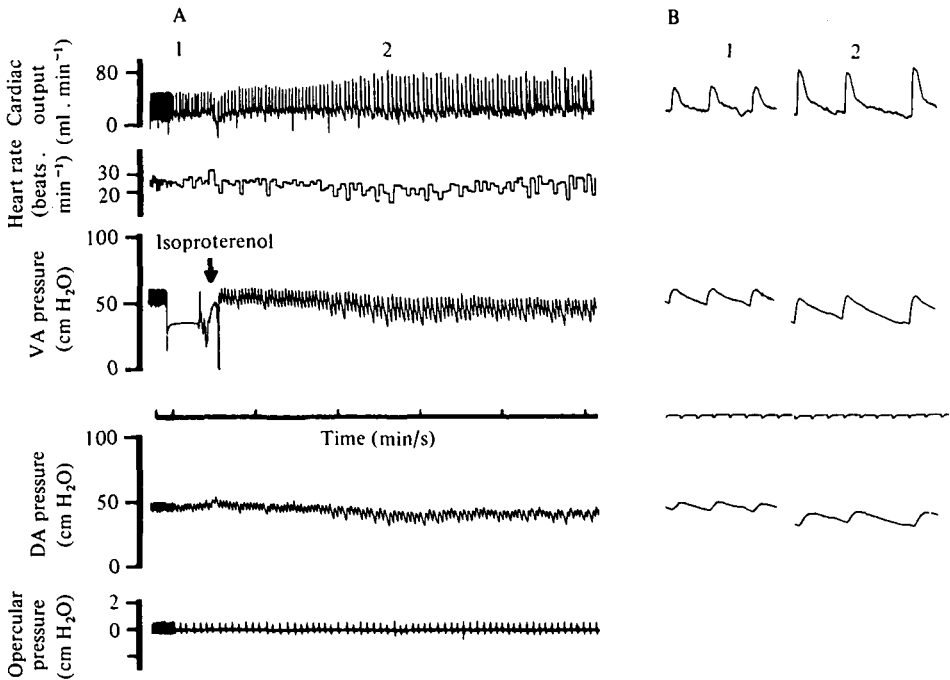 A
B
1
2
1
2
Cardiac
output
(ml . min⁻¹)
80
0
Heart rate
(beats .
min⁻¹)
30
20
Isoproterenol
VA pressure
(cm H₂O)
100
50
0
Time (min/s)
DA pressure
(cm H₂O)
100
50
0
Opercular
pressure
(cm H₂O)
2
0